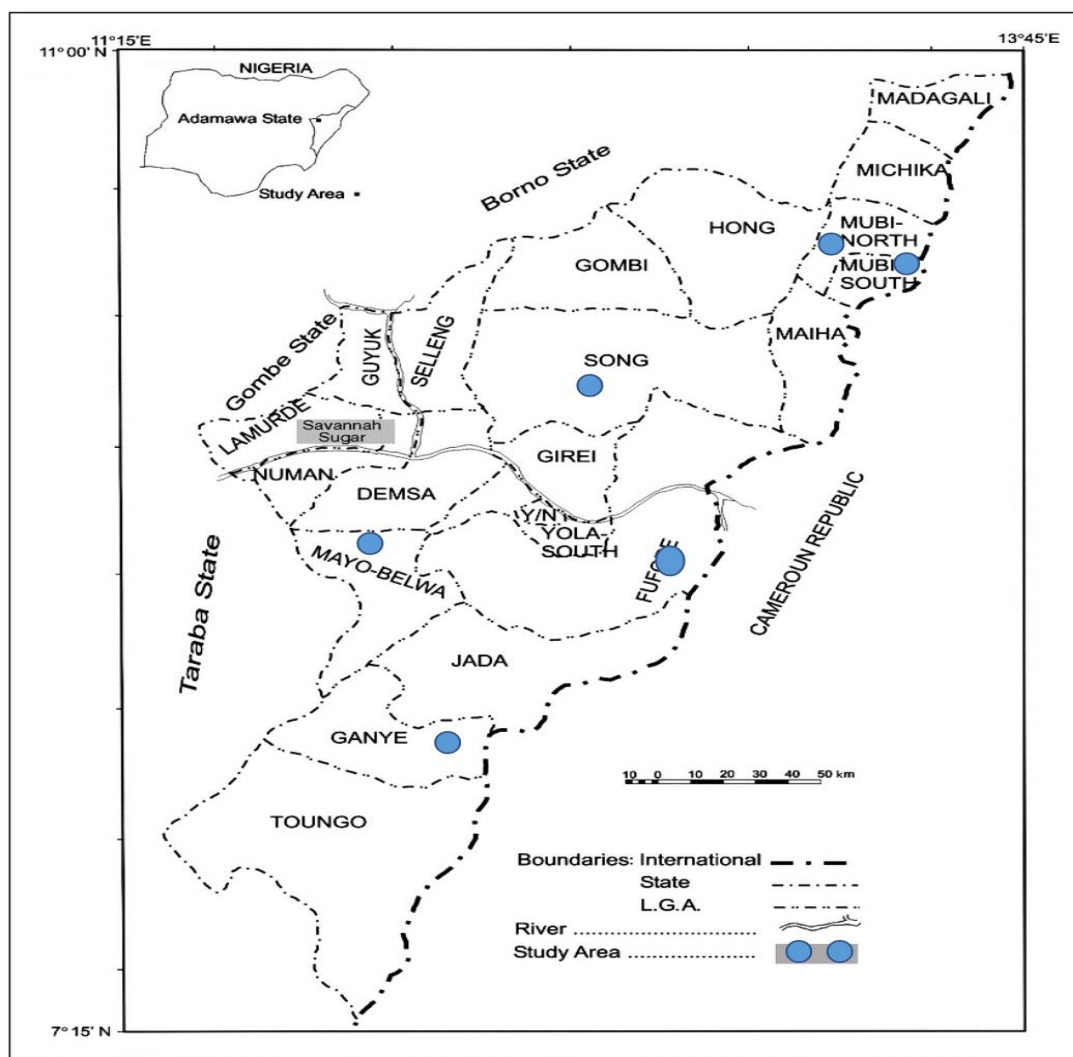 11°15'E
13°45'E
11°00' N
NIGERIA
Adamawa State
Study Area
Borno State
MADAGALI
MICHIKA
HONG
MUBI-
NORTH
MUBI
SOUTH
GOMBI
MAIHA
Gombe State
GUYUK
SELLENG
SONG
LAMURDE
Savannah
Sugar
GIREI
NUMAN
DEMSA
Y/N
YOLA-
SOUTH
MAYO-BELWA
CAMEROUN REPUBLIC
Taraba State
JADA
GANYE
10 0 10 20 30 40 50 km
TOUNGO
Boundaries: International
State
L.G.A.
River ........................
Study Area ..................
7°15' N